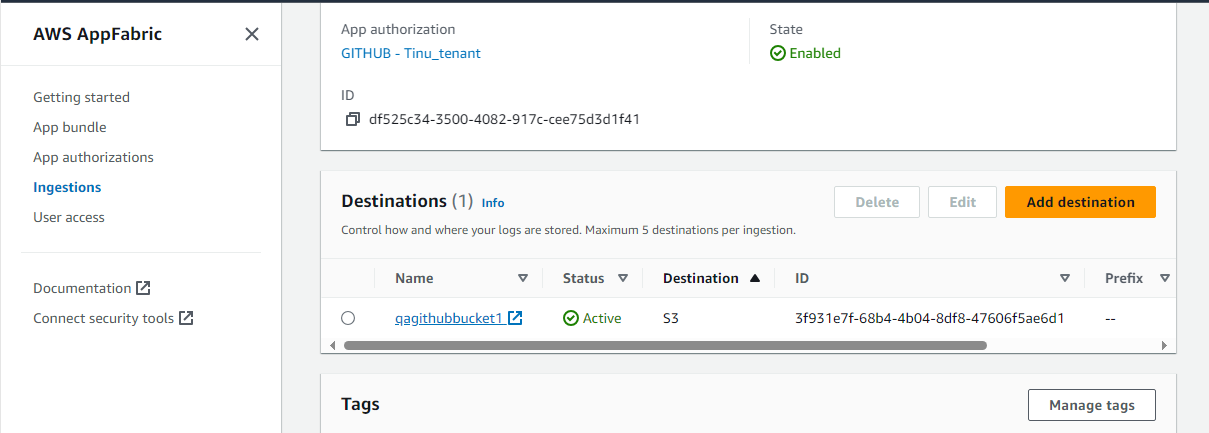 AWS AppFabric
Getting started
App bundle
App authorizations
Ingestions
User access
Documentation
Connect security tools
App authorization
GITHUB - Tinu_tenant
State
Enabled
ID
df525c34-3500-4082-917c-cee75d3d1f41
Destinations (1) Info
Control how and where your logs are stored. Maximum 5 destinations per ingestion.
Delete Edit Add destination
Name Status Destination ID Prefix
qagithubbucket1 Active S3 3f931e7f-68b4-4b04-8df8-47606f5ae6d1 --
Tags
Manage tags